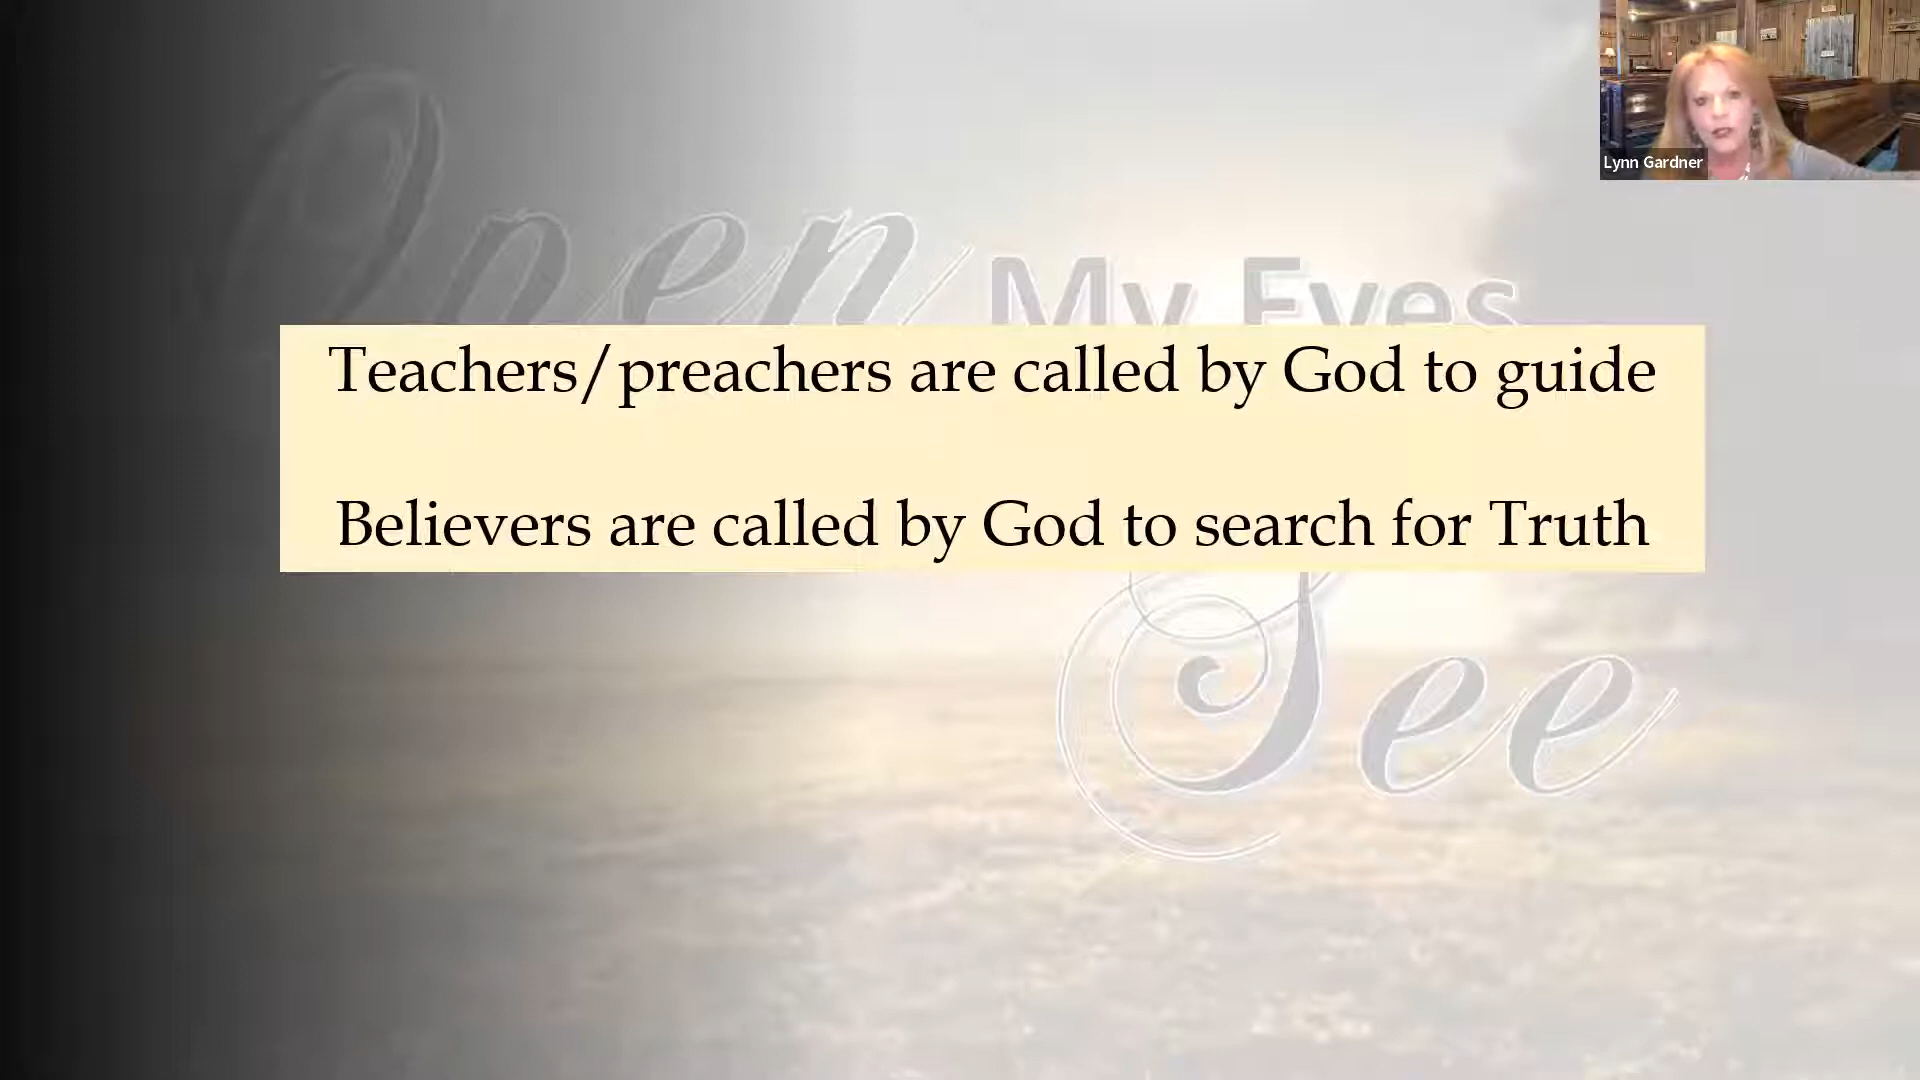 Lynn Gardner
Open My Eyes
Teachers/preachers are called by God to guide
Believers are called by God to search for Truth
See